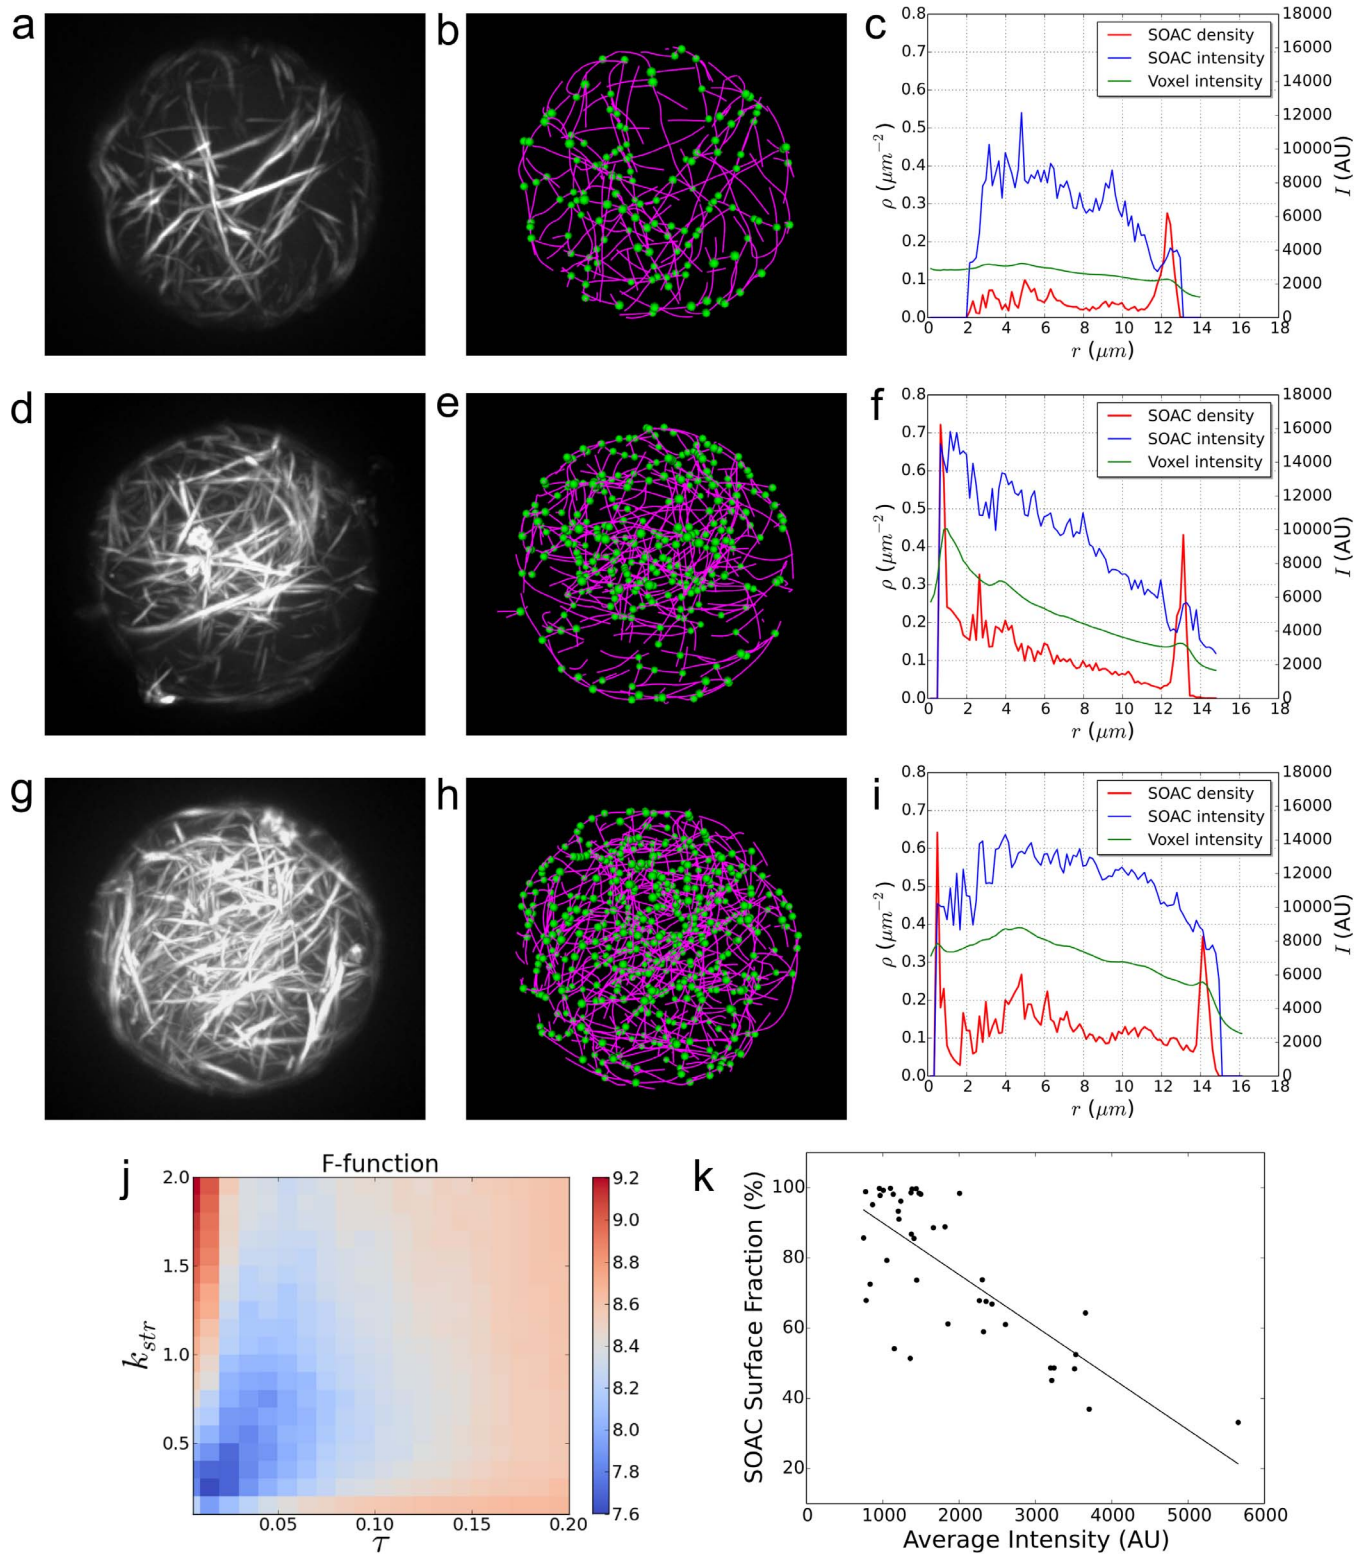 a
b
c
0.8
0.7
0.6
0.5
0.4
0.3
0.2
0.1
0.0
ρ (μm⁻²)
SOAC density
SOAC intensity
Voxel intensity
18000
16000
14000
12000
10000
8000
6000
4000
2000
0
I (AU)
0 2 4 6 8 10 12 14 16 18
r (μm)
d
e
f
0.8
0.7
0.6
0.5
0.4
0.3
0.2
0.1
0.0
ρ (μm⁻²)
SOAC density
SOAC intensity
Voxel intensity
18000
16000
14000
12000
10000
8000
6000
4000
2000
0
I (AU)
0 2 4 6 8 10 12 14 16 18
r (μm)
g
h
i
0.8
0.7
0.6
0.5
0.4
0.3
0.2
0.1
0.0
ρ (μm⁻²)
SOAC density
SOAC intensity
Voxel intensity
18000
16000
14000
12000
10000
8000
6000
4000
2000
0
I (AU)
0 2 4 6 8 10 12 14 16 18
r (μm)
j
F-function
2.0
1.5
1.0
0.5
k_str
0.05 0.10 0.15 0.20
τ
9.2
9.0
8.8
8.6
8.4
8.2
8.0
7.8
7.6
k
100
80
60
40
20
SOAC Surface Fraction (%)
0 1000 2000 3000 4000 5000 6000
Average Intensity (AU)